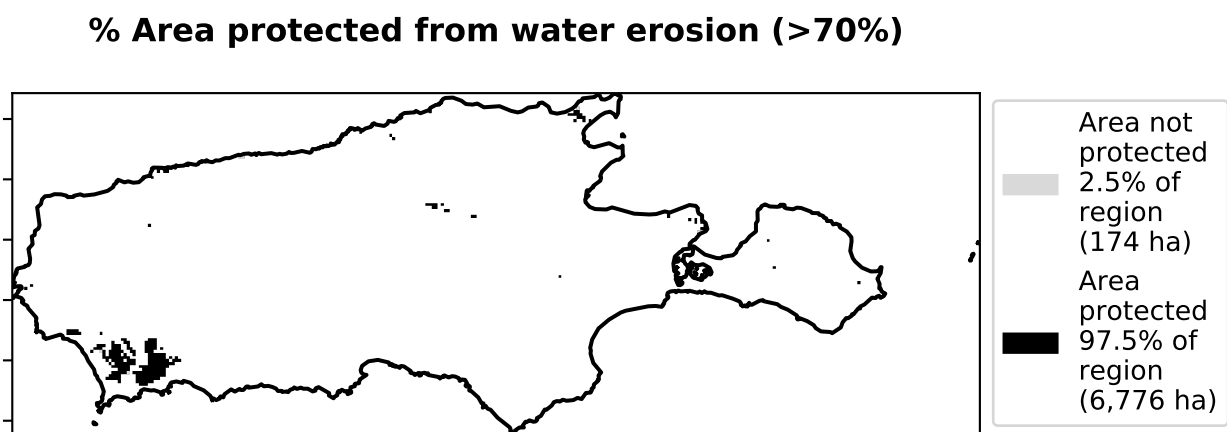 % Area protected from water erosion (>70%)
Area not
protected
2.5% of
region
(174 ha)
Area
protected
97.5% of
region
(6,776 ha)